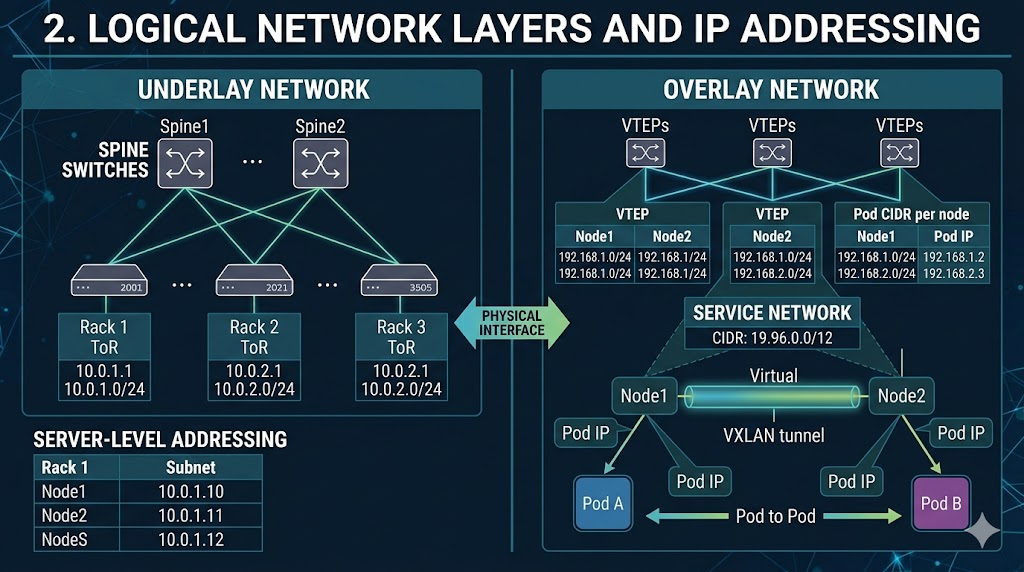 2. LOGICAL NETWORK LAYERS AND IP ADDRESSING
UNDERLAY NETWORK
Spine1
Spine2
SPINE
SWITCHES
...
2001
...
2021
...
3505
Rack 1
ToR
10.0.1.1
10.0.1.0/24
Rack 2
ToR
10.0.2.1
10.0.2.0/24
Rack 3
ToR
10.0.2.1
10.0.2.0/24
SERVER-LEVEL ADDRESSING
Rack 1 Subnet
Node1 10.0.1.10
Node2 10.0.1.11
NodeS 10.0.1.12
PHYSICAL
INTERFACE
OVERLAY NETWORK
VTEPs
VTEPs
VTEPs
VTEP
Node1 Node2
192.168.1.0/24 192.168.1/24
192.168.1.0/24 192.168.1/24
VTEP
Node2
192.168.1.0/24
192.168.2.0/24
Pod CIDR per node
Node1 Pod IP
192.168.1.0/24 192.168.1.2
192.168.2.0/24 192.168.2.3
SERVICE NETWORK
CIDR: 19.96.0.0/12
Node1
Virtual
Node2
VXLAN tunnel
Pod IP
Pod IP
Pod IP
Pod IP
Pod A
Pod to Pod
Pod B